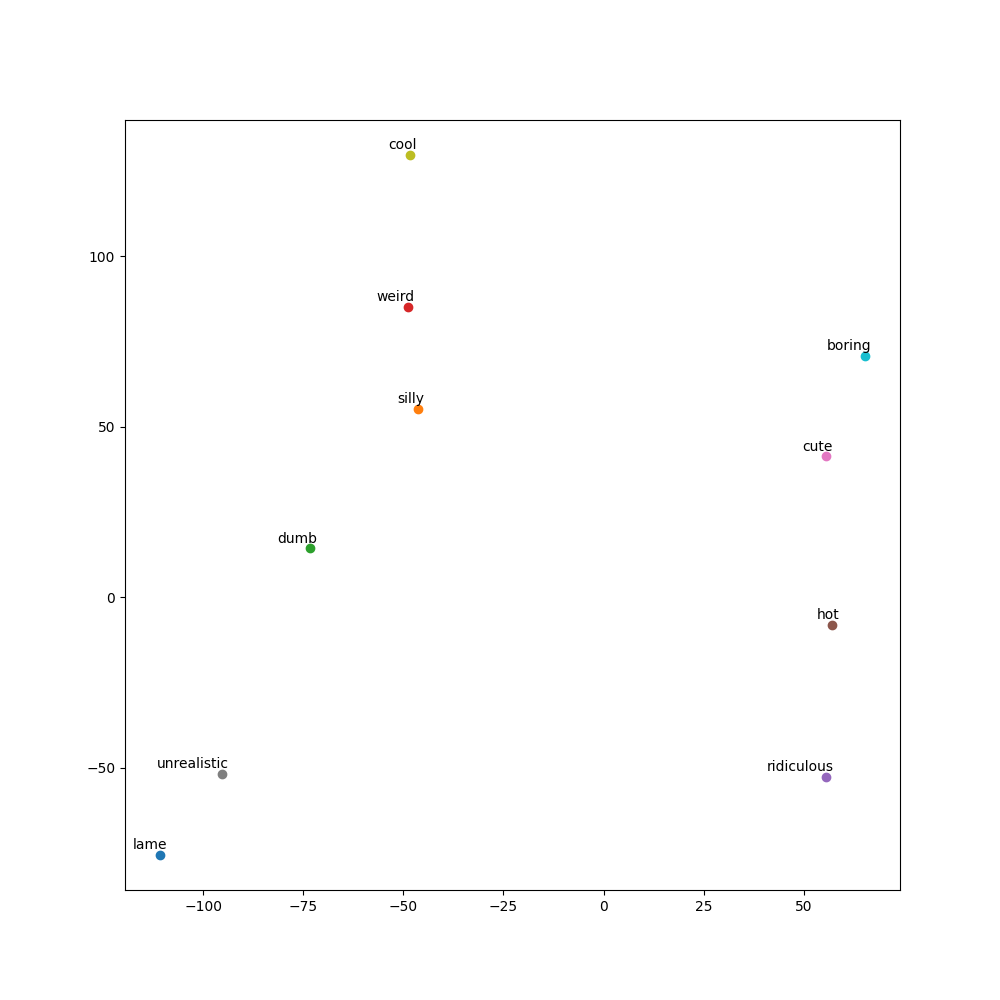 cool
100
weird
boring
50
silly
cute
dumb
0
hot
−50
unrealistic
ridiculous
lame
−100
−75
−50
−25
0
25
50